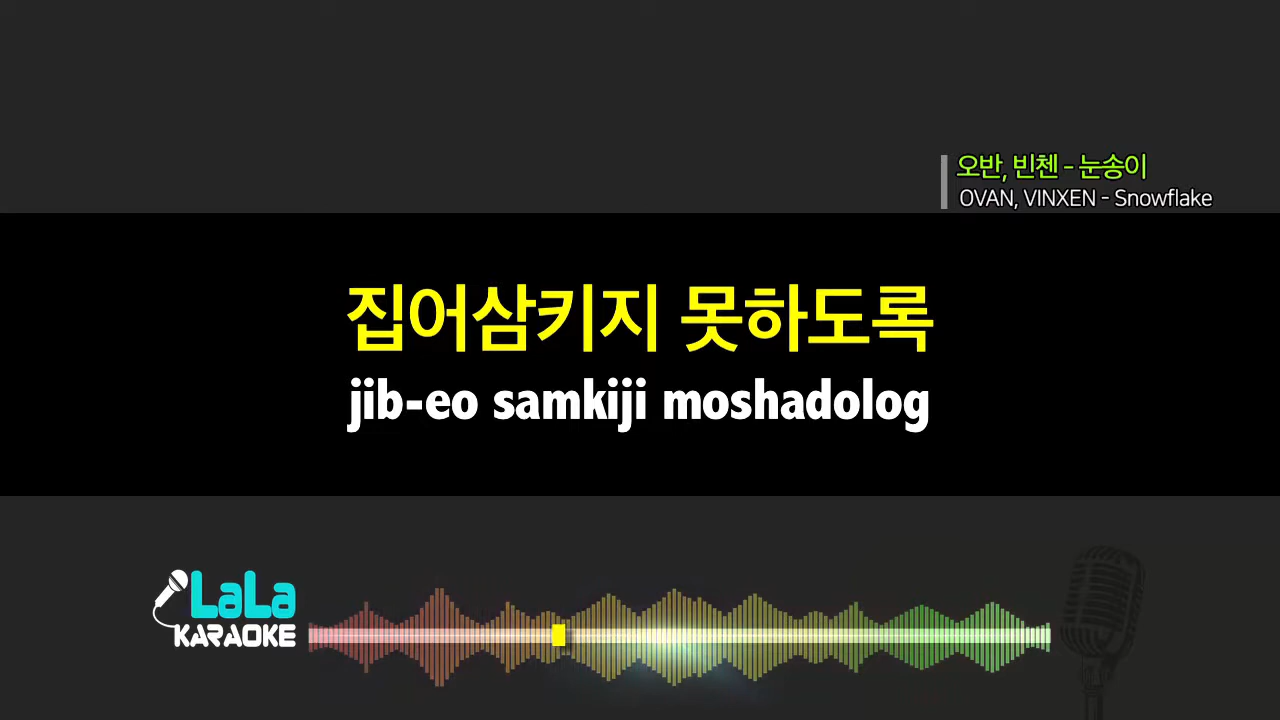 오반, 빈첸 - 눈송이
OVAN, VINXEN - Snowflake
집어삼키지 못하도록
jib-eo samkiji moshadolog
LaLa
KARAOKE